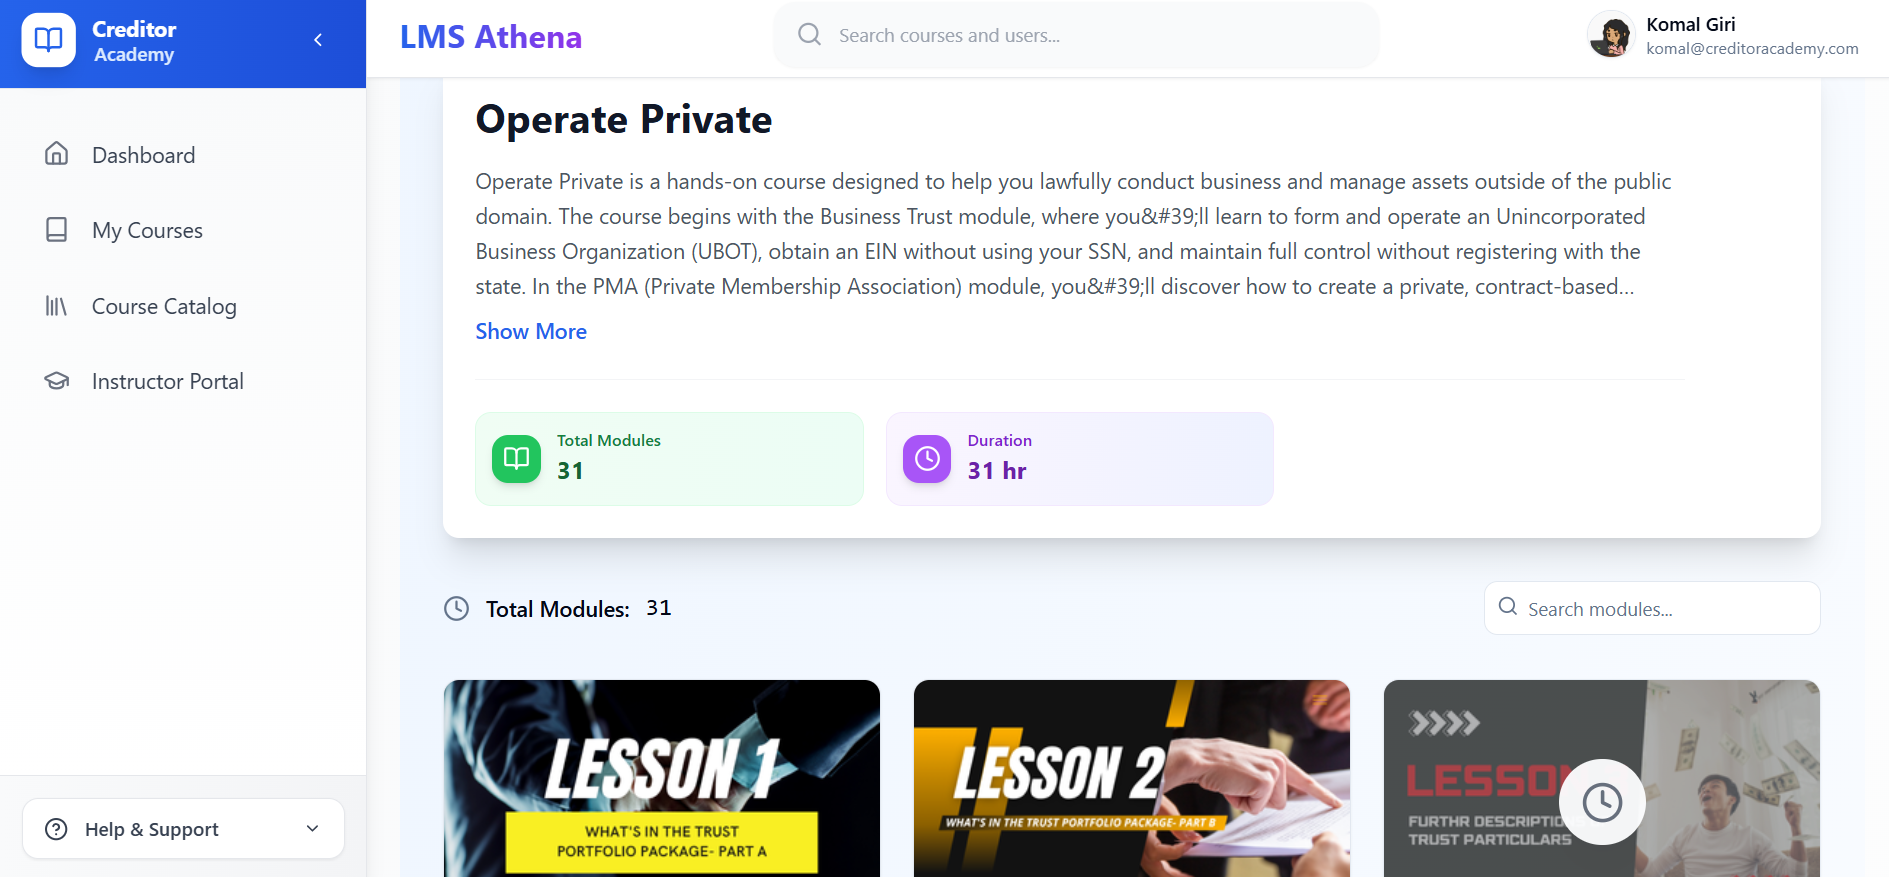 Creditor
Academy
LMS Athena
Search courses and users...
Komal Giri
komal@creditoracademy.com
Dashboard
My Courses
Course Catalog
Instructor Portal
Help & Support
Operate Private
Operate Private is a hands-on course designed to help you lawfully conduct business and manage assets outside of the public
domain. The course begins with the Business Trust module, where you&#39;ll learn to form and operate an Unincorporated
Business Organization (UBOT), obtain an EIN without using your SSN, and maintain full control without registering with the
state. In the PMA (Private Membership Association) module, you&#39;ll discover how to create a private, contract-based...
Show More
Total Modules
31
Duration
31 hr
Total Modules: 31
Search modules...
LESSON 1
WHAT'S IN THE TRUST
PORTFOLIO PACKAGE- PART A
LESSON 2
WHAT'S IN THE TRUST PORTFOLIO PACKAGE- PART B
LESSON
FURTHR DESCRIPTION
TRUST PARTICULARS